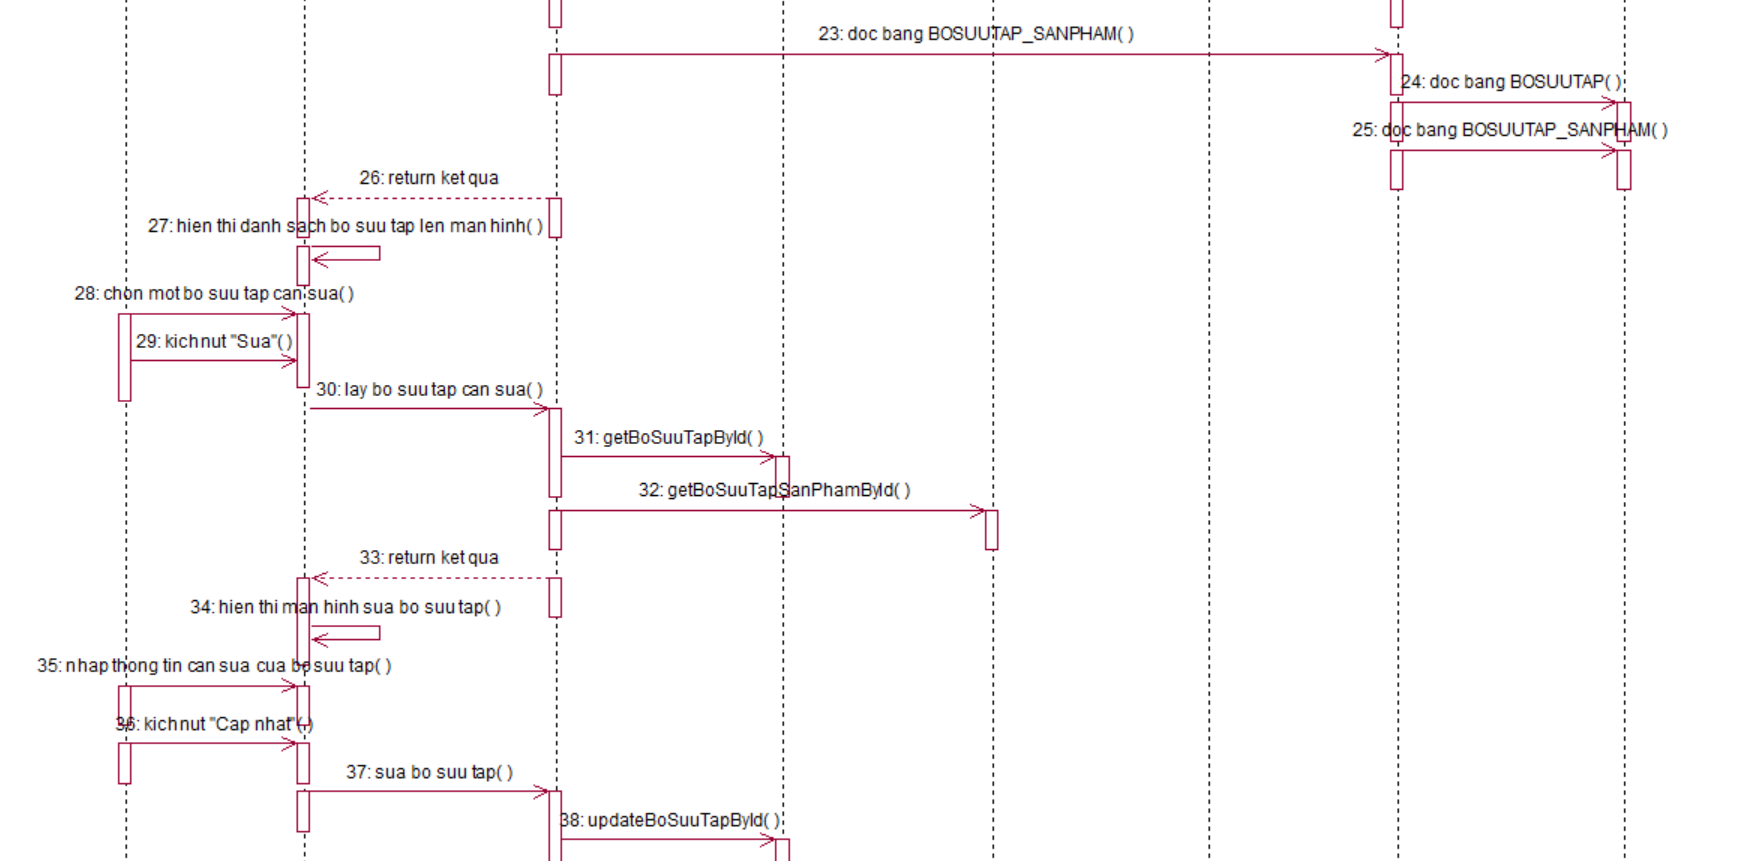 23: doc bang BOSUUTAP_SANPHAM( )
24: doc bang BOSUUTAP( )
25: doc bang BOSUUTAP_SANPHAM( )
26: return ket qua
27: hien thi danh sach bo suu tap len man hinh( )
28: chon mot bo suu tap can sua( )
29: kich nut "Sua"( )
30: lay bo suu tap can sua( )
31: getBoSuuTapById( )
32: getBoSuuTapSanPhamById( )
33: return ket qua
34: hien thi man hinh sua bo suu tap( )
35: nhap thong tin can sua cua bo suu tap( )
36: kich nut "Cap nhat"( )
37: sua bo suu tap( )
38: updateBoSuuTapById( )